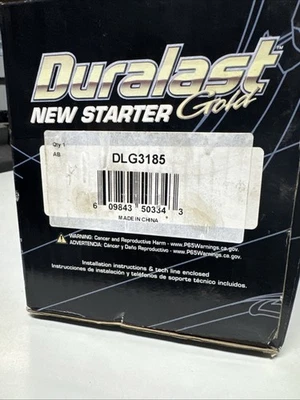 Duralast
Gold
NEW STARTER
Qty 1
AB
DLG3185
6 09843 50334 3
MADE IN CHINA
WARNING: Cancer and Reproductive Harm - www.P65Warnings.ca.gov.
ADVERTENCIA: Cáncer y Daño Reproductivo - www.P65Warnings.ca.gov.
Installation instructions & tech line enclosed
Instrucciones de instalación y teléfono de soporte técnico incluidos.